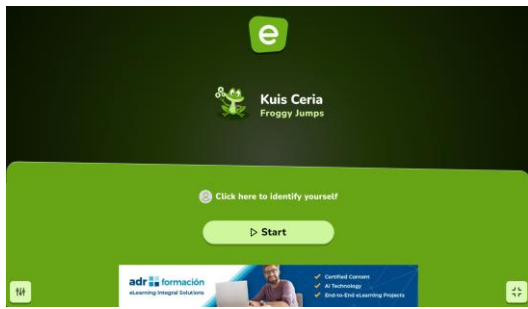 e
Kuis Ceria
Froggy Jumps
Click here to identify yourself
Start
adr formación
eLearning Integral Solutions
Certified Content
AI Technology
End-to-End eLearning Projects